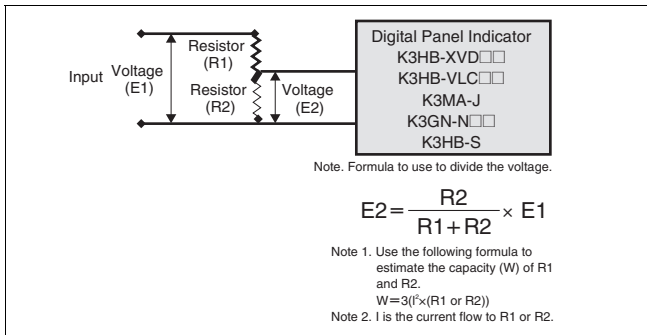 Digital Panel Indicator
K3HB-XVD□□
K3HB-VLC□□
K3MA-J
K3GN-N□□
K3HB-S
Resistor
(R1)
Input
Voltage
(E1)
Resistor
(R2)
Voltage
(E2)
Note. Formula to use to divide the voltage.
E2= R2/(R1+R2) × E1
Note 1. Use the following formula to
estimate the capacity (W) of R1
and R2.
W=3(I²×(R1 or R2))
Note 2. I is the current flow to R1 or R2.